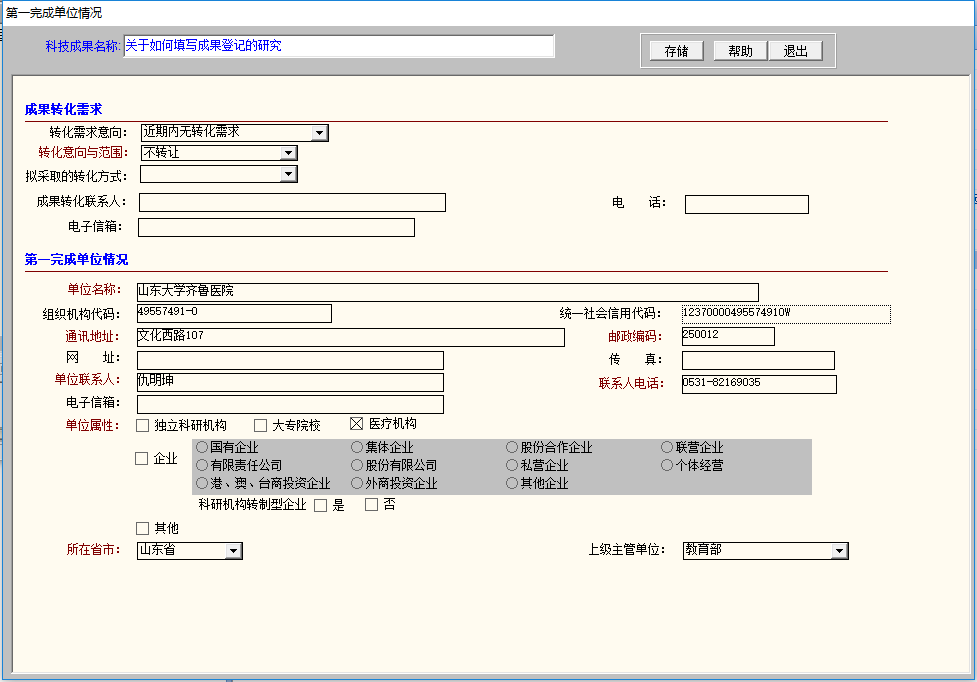 第一完成单位情况
科技成果名称: 关于如何填写成果登记的研究 存储 帮助 退出
成果转化需求
转化需求意向: 近期内无转化需求
转化意向与范围: 不转让
拟采取的转化方式:
成果转化联系人: 电 话:
电子信箱:
第一完成单位情况
单位名称: 山东大学齐鲁医院
组织机构代码: 49557491-0 统一社会信用代码: 12370000495574910W
通讯地址: 文化西路107 邮政编码: 250012
网 址: 传 真:
单位联系人: 仇明坤 联系人电话: 0531-82169035
电子信箱:
单位属性: 独立科研机构 大专院校 医疗机构
企业 国有企业 集体企业 股份合作企业 联营企业
有限责任公司 股份有限公司 私营企业 个体经营
港、澳、台商投资企业 外商投资企业 其他企业
科研机构转制型企业 是 否
其他
所在省市: 山东省 上级主管单位: 教育部